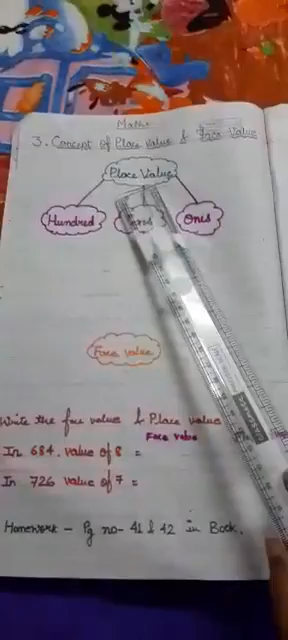 Maths
3. Concept of Place Value & Face Value
Place Value
Hundred Tens Ones
Face value
Write the face value & Place value
Face value
In 684. value of 8 =
In 726 value of 7 =
Homework - Pg no- 41 & 42 in Book.